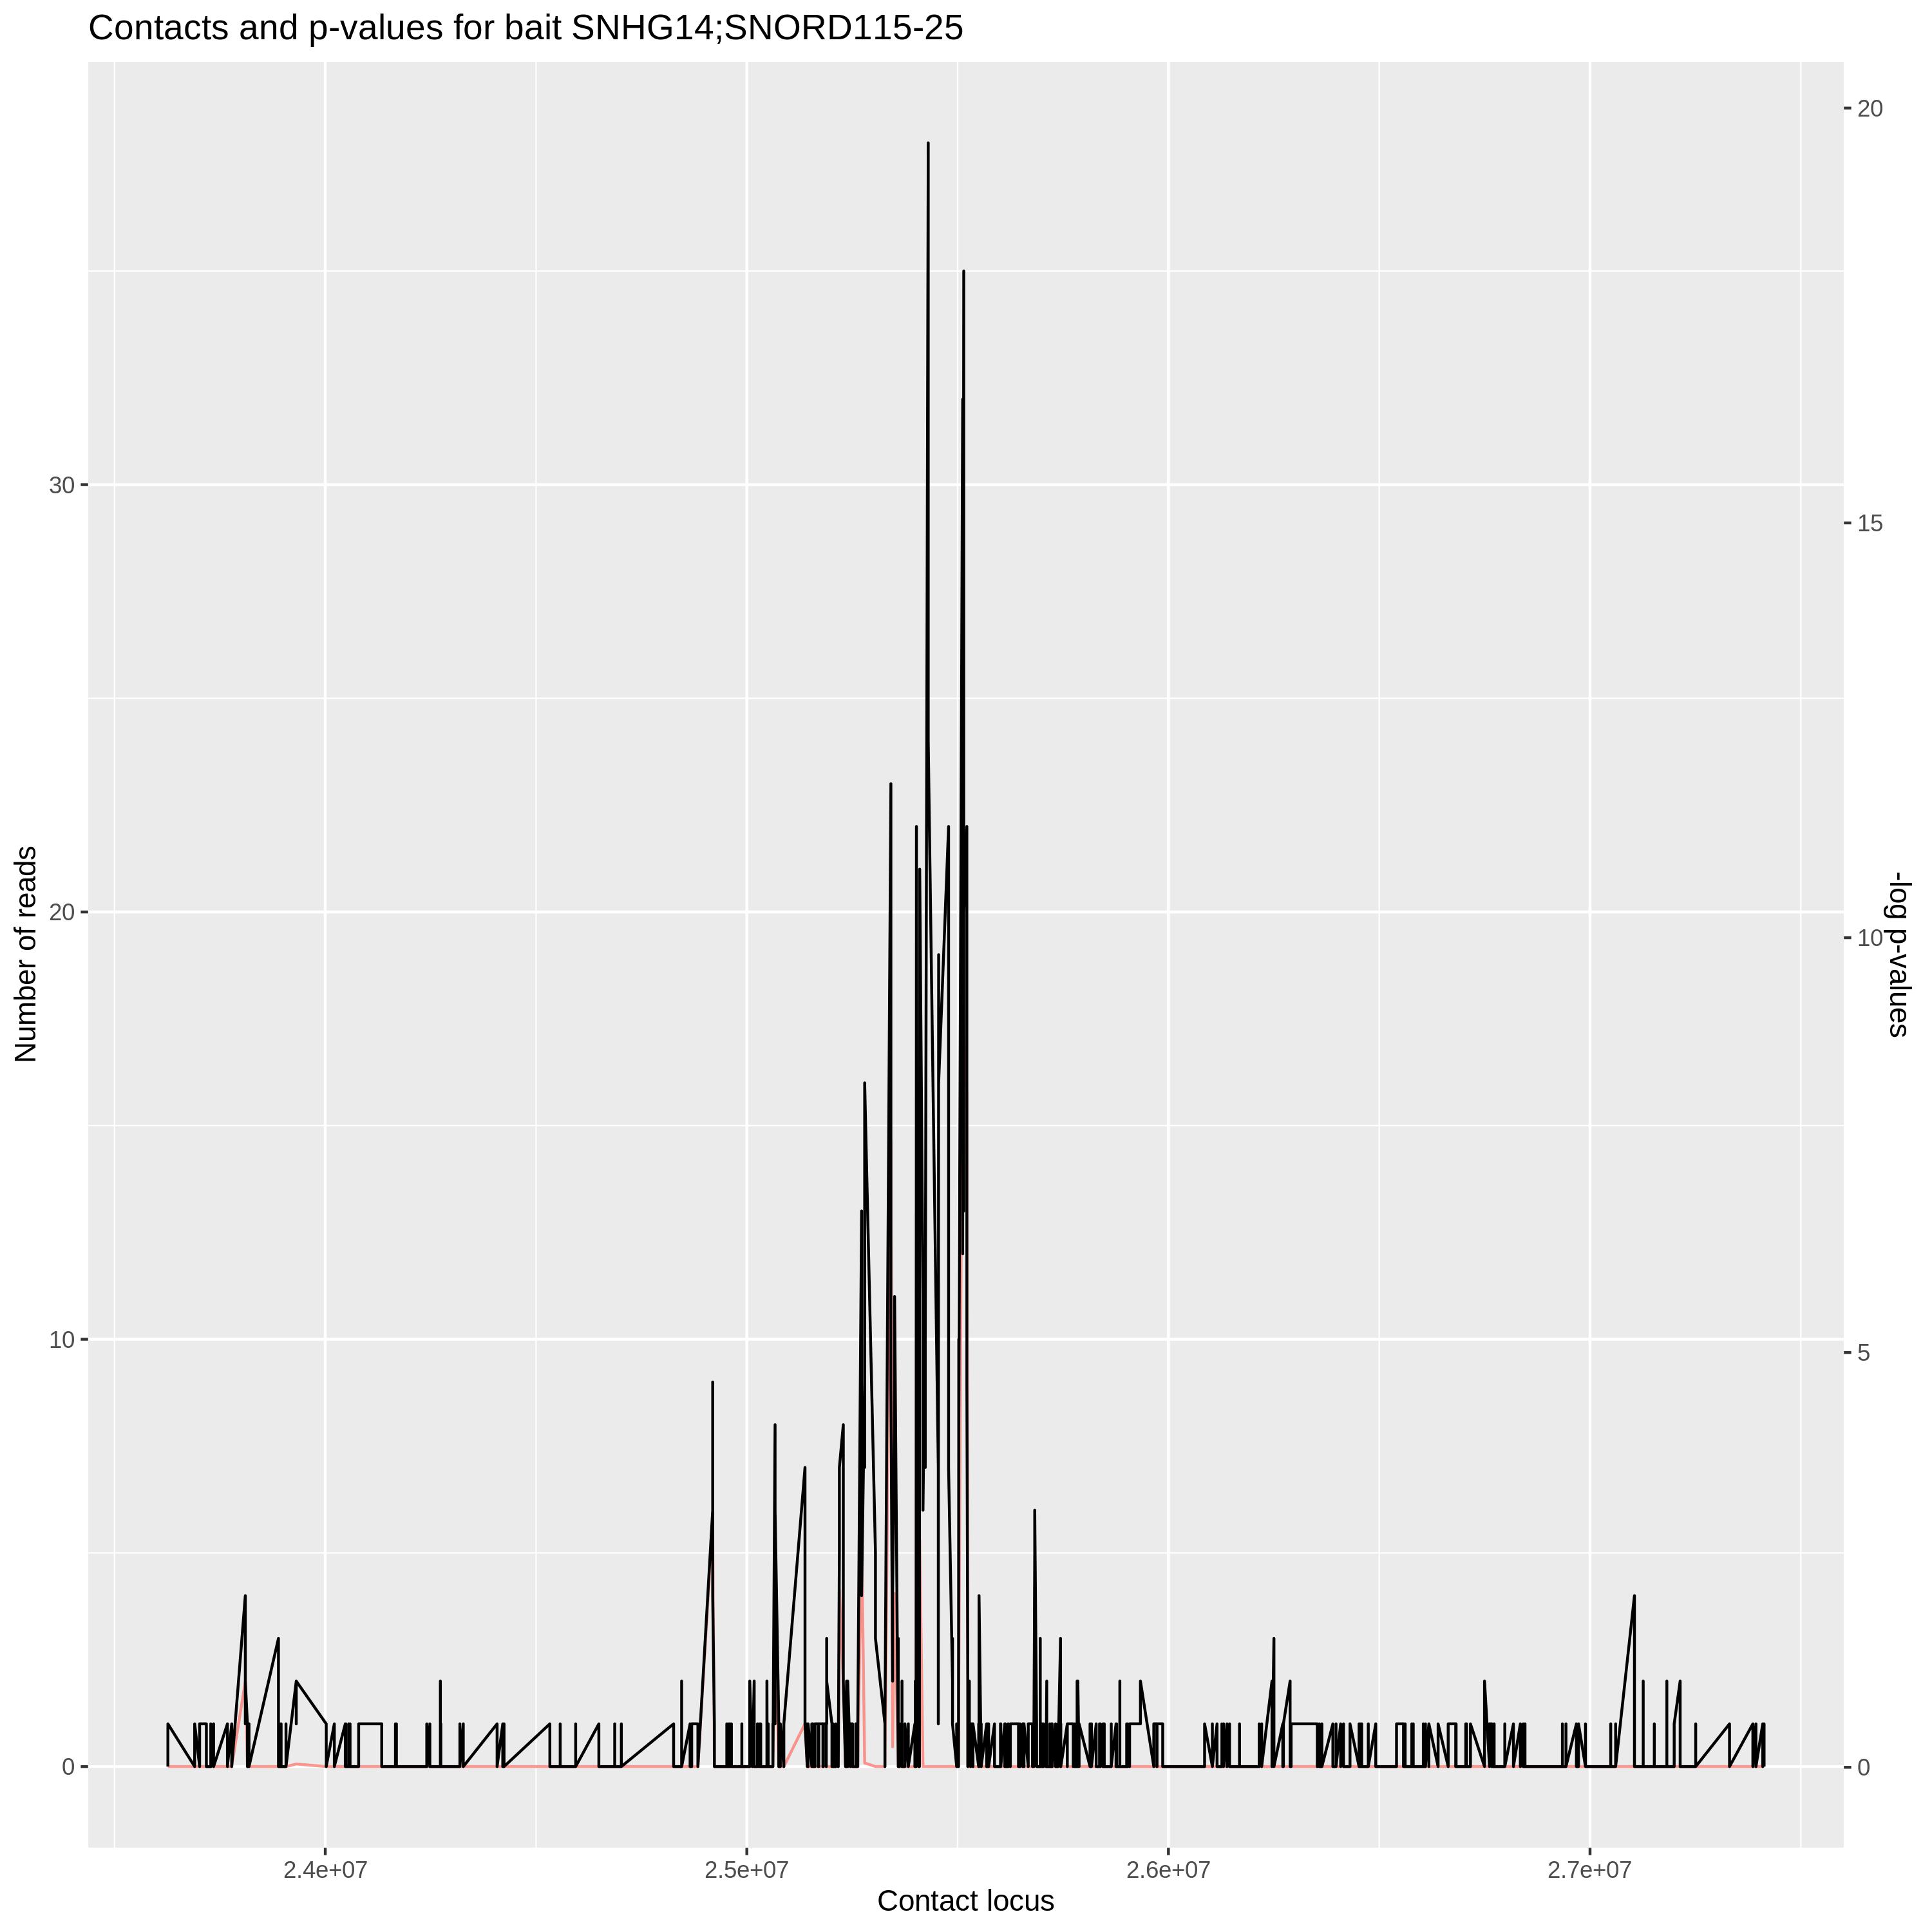 Contacts and p-values for bait SNHG14;SNORD115-25
Number of reads
30
20
10
0
20
15
10
5
0
-log p-values
2.4e+07
2.5e+07
2.6e+07
2.7e+07
Contact locus